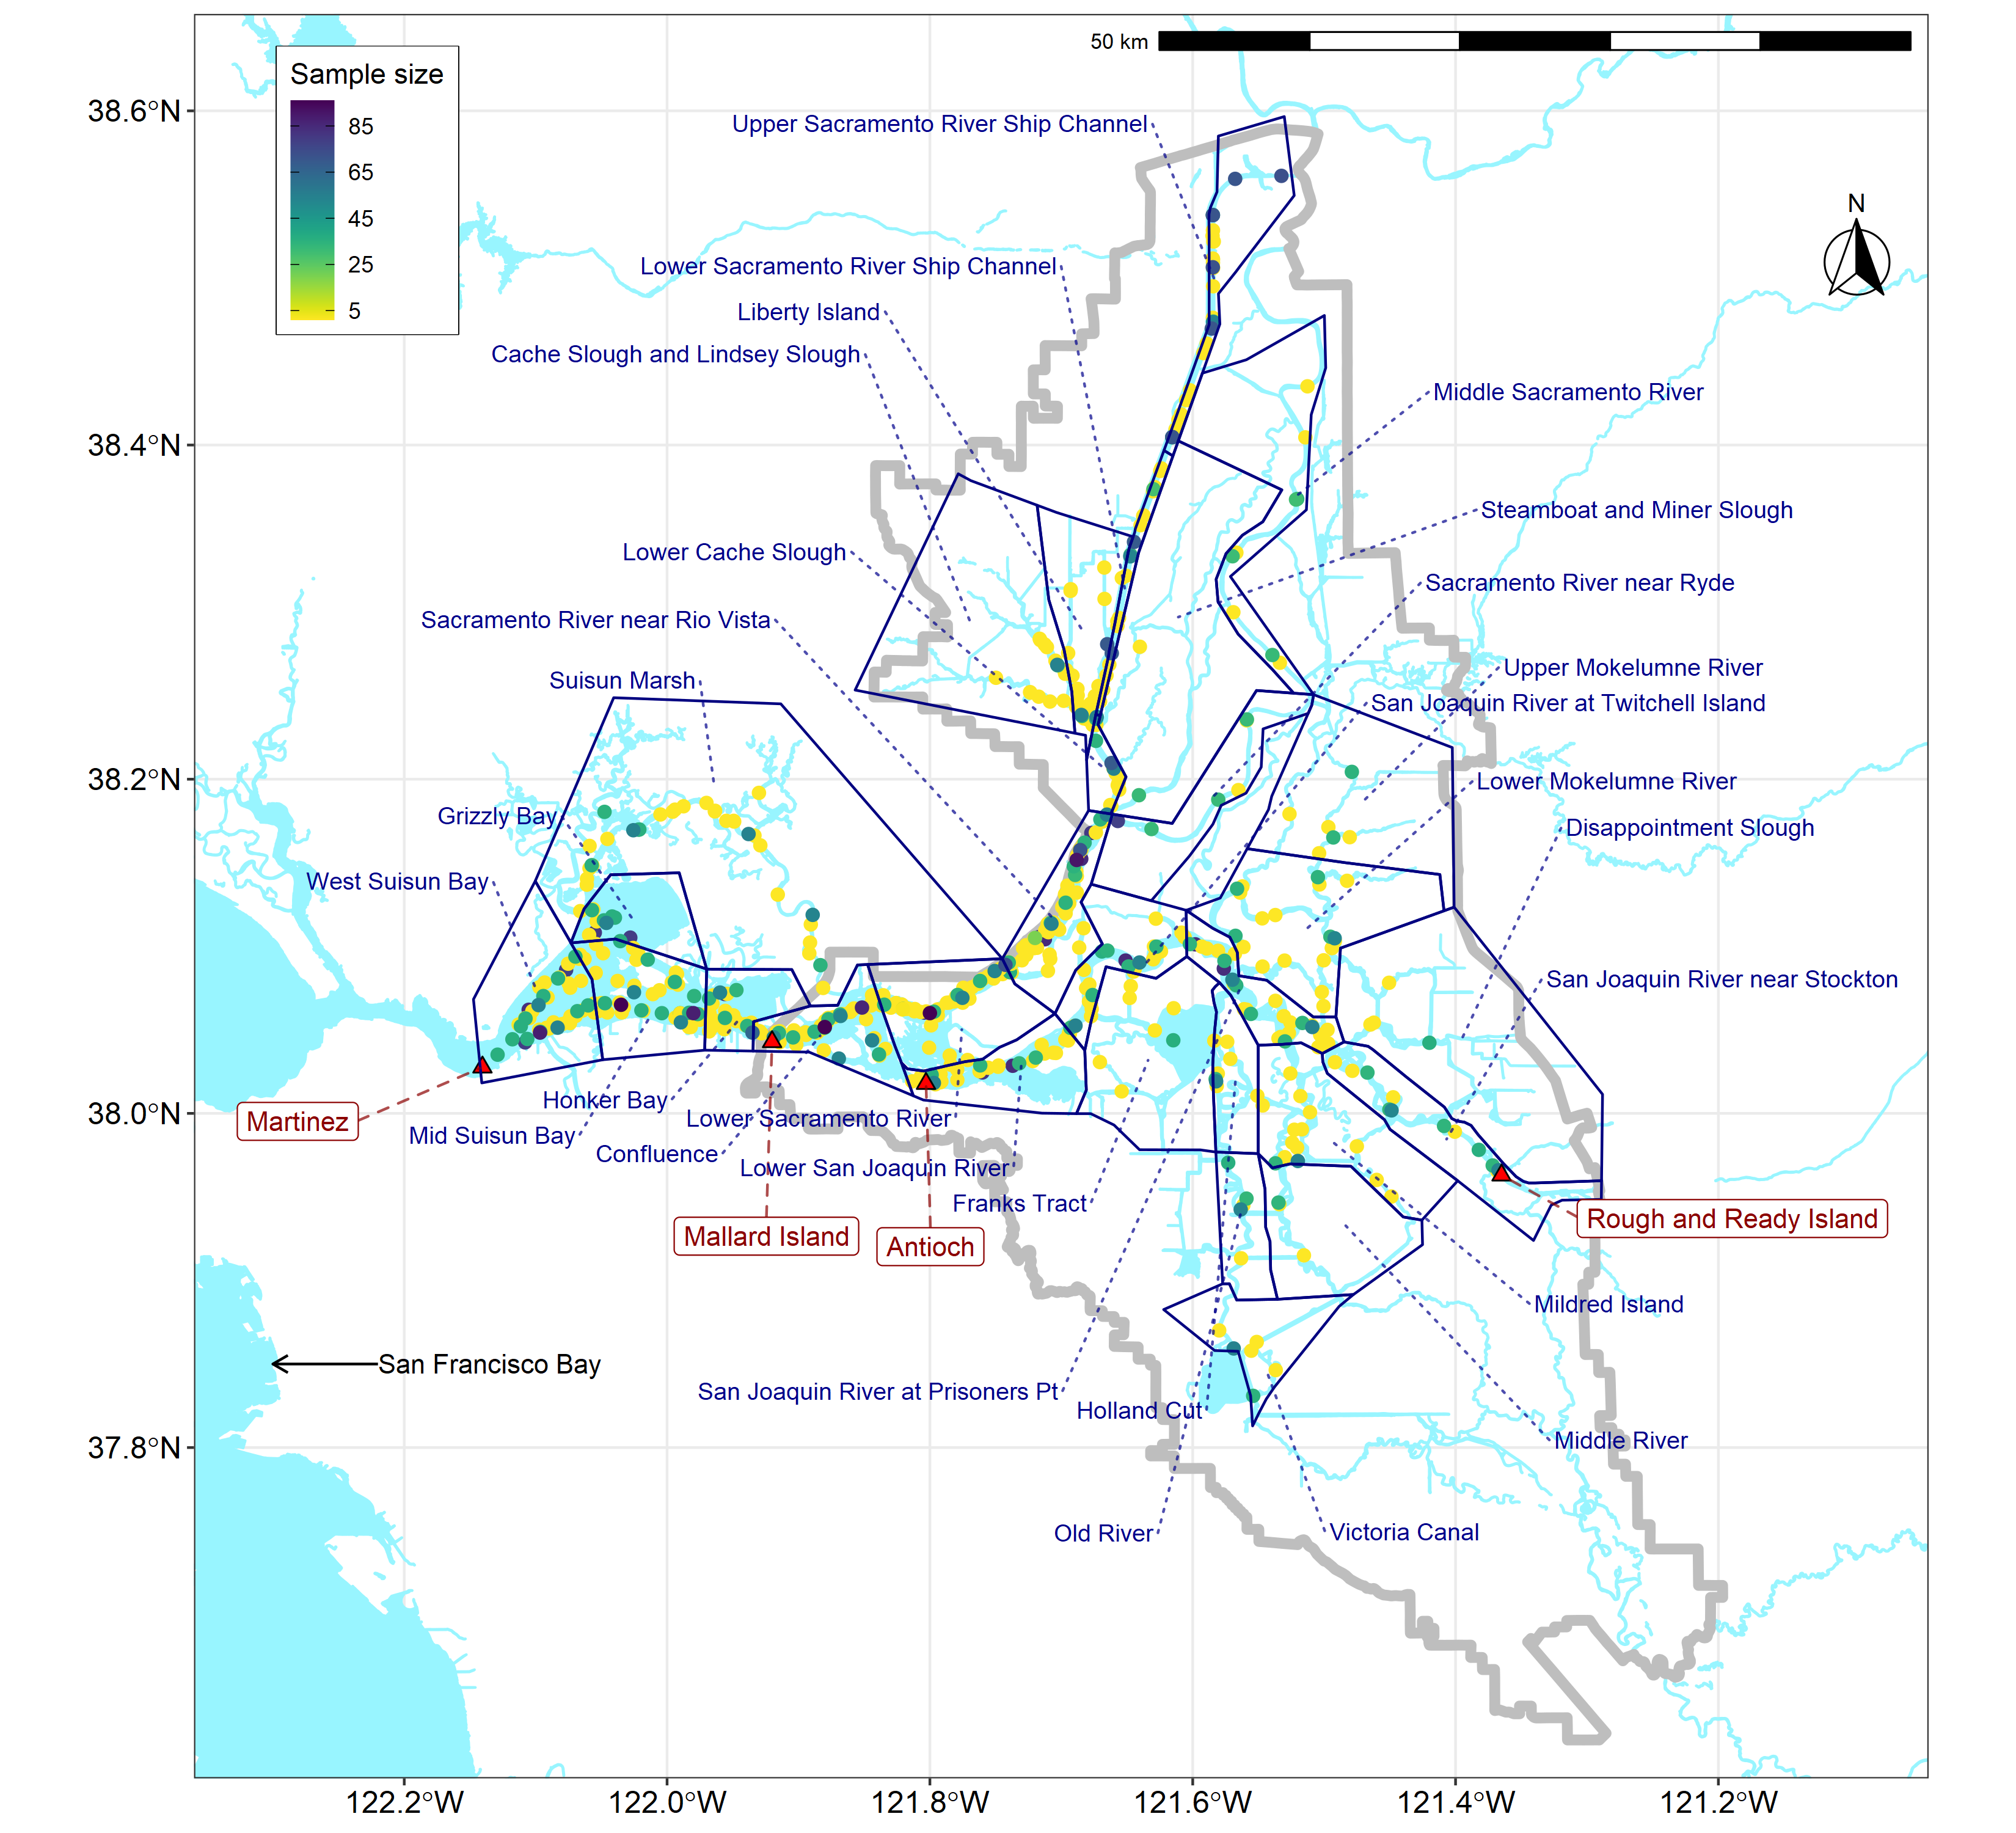 50 km
Sample size
85
65
45
25
5
N
38.6°N
38.4°N
38.2°N
38.0°N
37.8°N
Upper Sacramento River Ship Channel
Lower Sacramento River Ship Channel
Liberty Island
Cache Slough and Lindsey Slough
Middle Sacramento River
Steamboat and Miner Slough
Lower Cache Slough
Sacramento River near Ryde
Sacramento River near Rio Vista
Upper Mokelumne River
Suisun Marsh
San Joaquin River at Twitchell Island
Lower Mokelumne River
Grizzly Bay
Disappointment Slough
West Suisun Bay
San Joaquin River near Stockton
Honker Bay
Martinez
Lower Sacramento River
Mid Suisun Bay
Confluence
Lower San Joaquin River
Franks Tract
Rough and Ready Island
Mallard Island
Antioch
Mildred Island
San Francisco Bay
San Joaquin River at Prisoners Pt
Holland Cut
Middle River
Old River
Victoria Canal
122.2°W
122.0°W
121.8°W
121.6°W
121.4°W
121.2°W